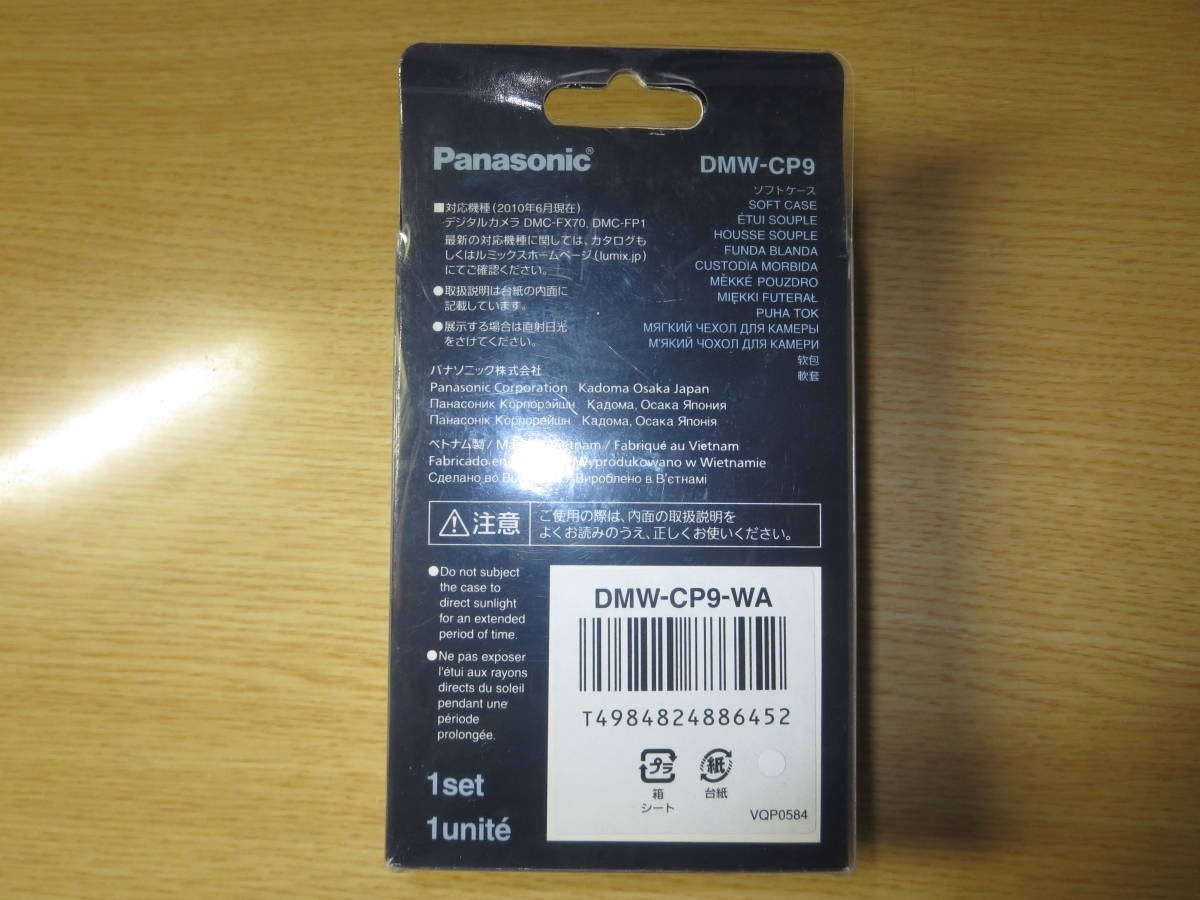 Panasonic®
DMW-CP9
ソフトケース
SOFT CASE
ÉTUI SOUPLE
HOUSSE SOUPLE
FUNDA BLANDA
CUSTODIA MORBIDA
MĚKKÉ POUZDRO
MIĘKKI FUTERAŁ
PUHA TOK
МЯГКИЙ ЧЕХОЛ ДЛЯ КАМЕРЫ
М'ЯКИЙ ЧОХОЛ ДЛЯ КАМЕРИ
软包
軟套
■対応機種(2010年6月現在)
デジタルカメラ DMC-FX70, DMC-FP1
最新の対応機種に関しては、カタログも
しくはルミックスホームページ(lumix.jp)
にてご確認ください。
●取扱説明は台紙の内面に
記載しています。
●展示する場合は直射日光
をさけてください。
パナソニック株式会社
Panasonic Corporation Kadoma Osaka Japan
Панасоник Корпорэйшн Кадома, Осака Япония
Панасонік Корпорейшн Кадома, Осака Японія
ベトナム製 / Vietnam / Fabriqué au Vietnam
Fabricado en Wyprodukowano w Wietnamie
Сделано во Вироблено в В'єтнамі
⚠注意
ご使用の際は、内面の取扱説明を
よくお読みのうえ、正しくお使いください。
●Do not subject
the case to
direct sunlight
for an extended
period of time.
●Ne pas exposer
l'étui aux rayons
directs du soleil
pendant une
période
prolongée.
1set
1unité
DMW-CP9-WA
T4984824886452
プラ
箱
シート
紙
台紙
VQP0584